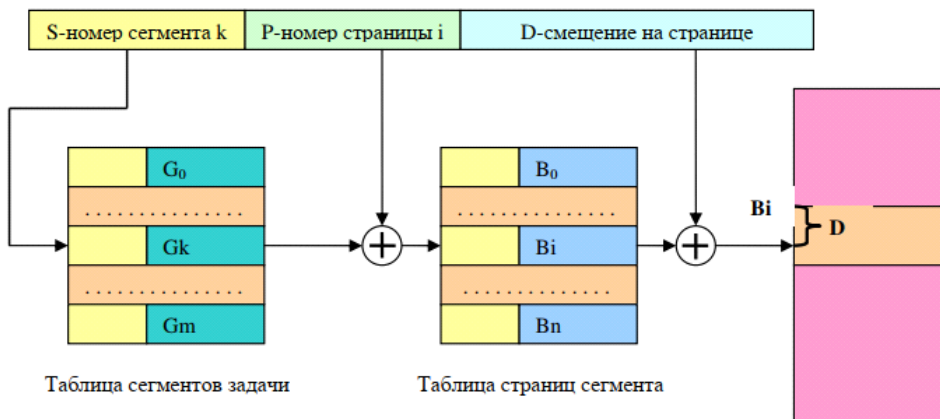 S-номер сегмента k P-номер страницы i D-смещение на странице
G0 B0
. . . . . . . . . . . . . . . . . . . . . . . . . . . . .
Bi
Gk Bi D
. . . . . . . . . . . . . . . . . . . . . . . . . . . . .
Gm Bn
Таблица сегментов задачи Таблица страниц сегмента